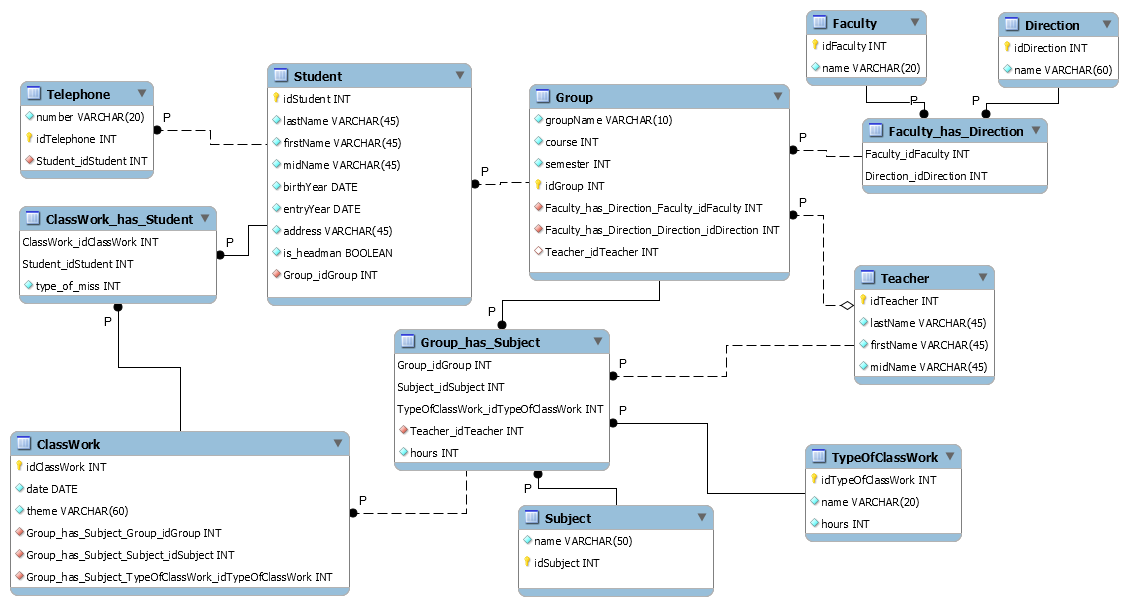 Faculty
idFaculty INT
name VARCHAR(20)
Direction
idDirection INT
name VARCHAR(60)
Telephone
number VARCHAR(20)
idTelephone INT
Student_idStudent INT
P
Student
idStudent INT
lastName VARCHAR(45)
firstName VARCHAR(45)
midName VARCHAR(45)
birthYear DATE
entryYear DATE
address VARCHAR(45)
is_headman BOOLEAN
Group_idGroup INT
P
Group
groupName VARCHAR(10)
course INT
semester INT
idGroup INT
Faculty_has_Direction_Faculty_idFaculty INT
Faculty_has_Direction_Direction_idDirection INT
Teacher_idTeacher INT
P
P
P
P
Faculty_has_Direction
Faculty_idFaculty INT
Direction_idDirection INT
ClassWork_has_Student
ClassWork_idClassWork INT
Student_idStudent INT
type_of_miss INT
P
P
Teacher
idTeacher INT
lastName VARCHAR(45)
firstName VARCHAR(45)
midName VARCHAR(45)
P
Group_has_Subject
Group_idGroup INT
Subject_idSubject INT
TypeOfClassWork_idTypeOfClassWork INT
Teacher_idTeacher INT
hours INT
P
P
P
ClassWork
idClassWork INT
date DATE
theme VARCHAR(60)
Group_has_Subject_Group_idGroup INT
Group_has_Subject_Subject_idSubject INT
Group_has_Subject_TypeOfClassWork_idTypeOfClassWork INT
P
Subject
name VARCHAR(50)
idSubject INT
TypeOfClassWork
idTypeOfClassWork INT
name VARCHAR(20)
hours INT